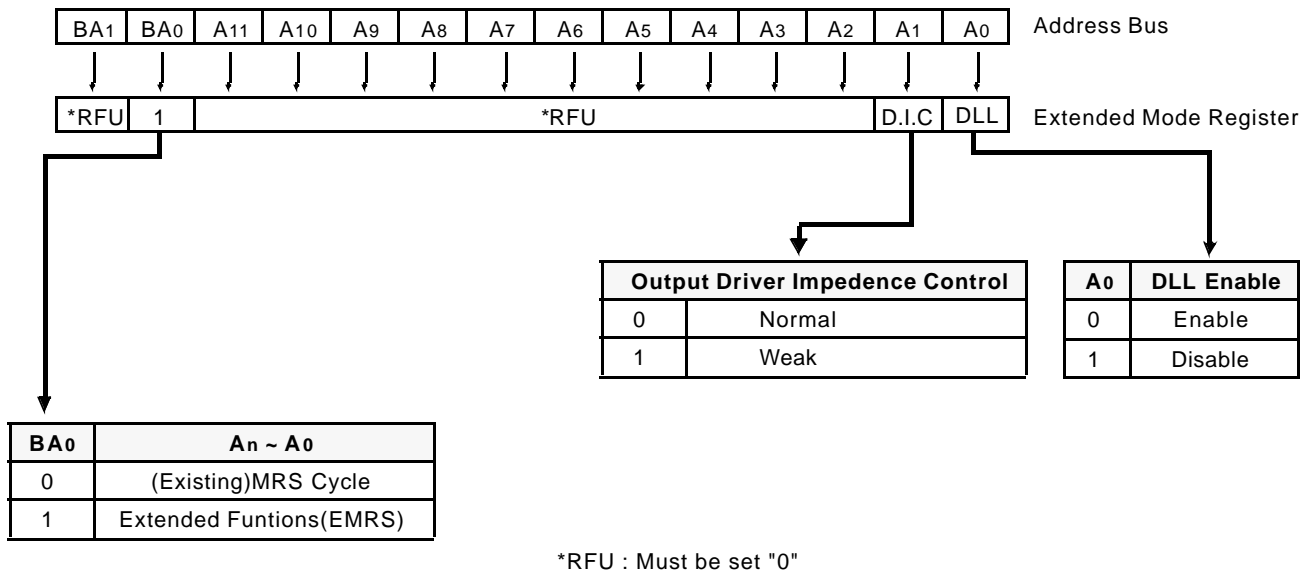 BA1 BA0 A11 A10 A9 A8 A7 A6 A5 A4 A3 A2 A1 A0 Address Bus
*RFU 1 *RFU D.I.C DLL Extended Mode Register
Output Driver Impedence Control
0 Normal
1 Weak
A0 DLL Enable
0 Enable
1 Disable
BA0 An ~ A0
0 (Existing)MRS Cycle
1 Extended Funtions(EMRS)
*RFU : Must be set "0"